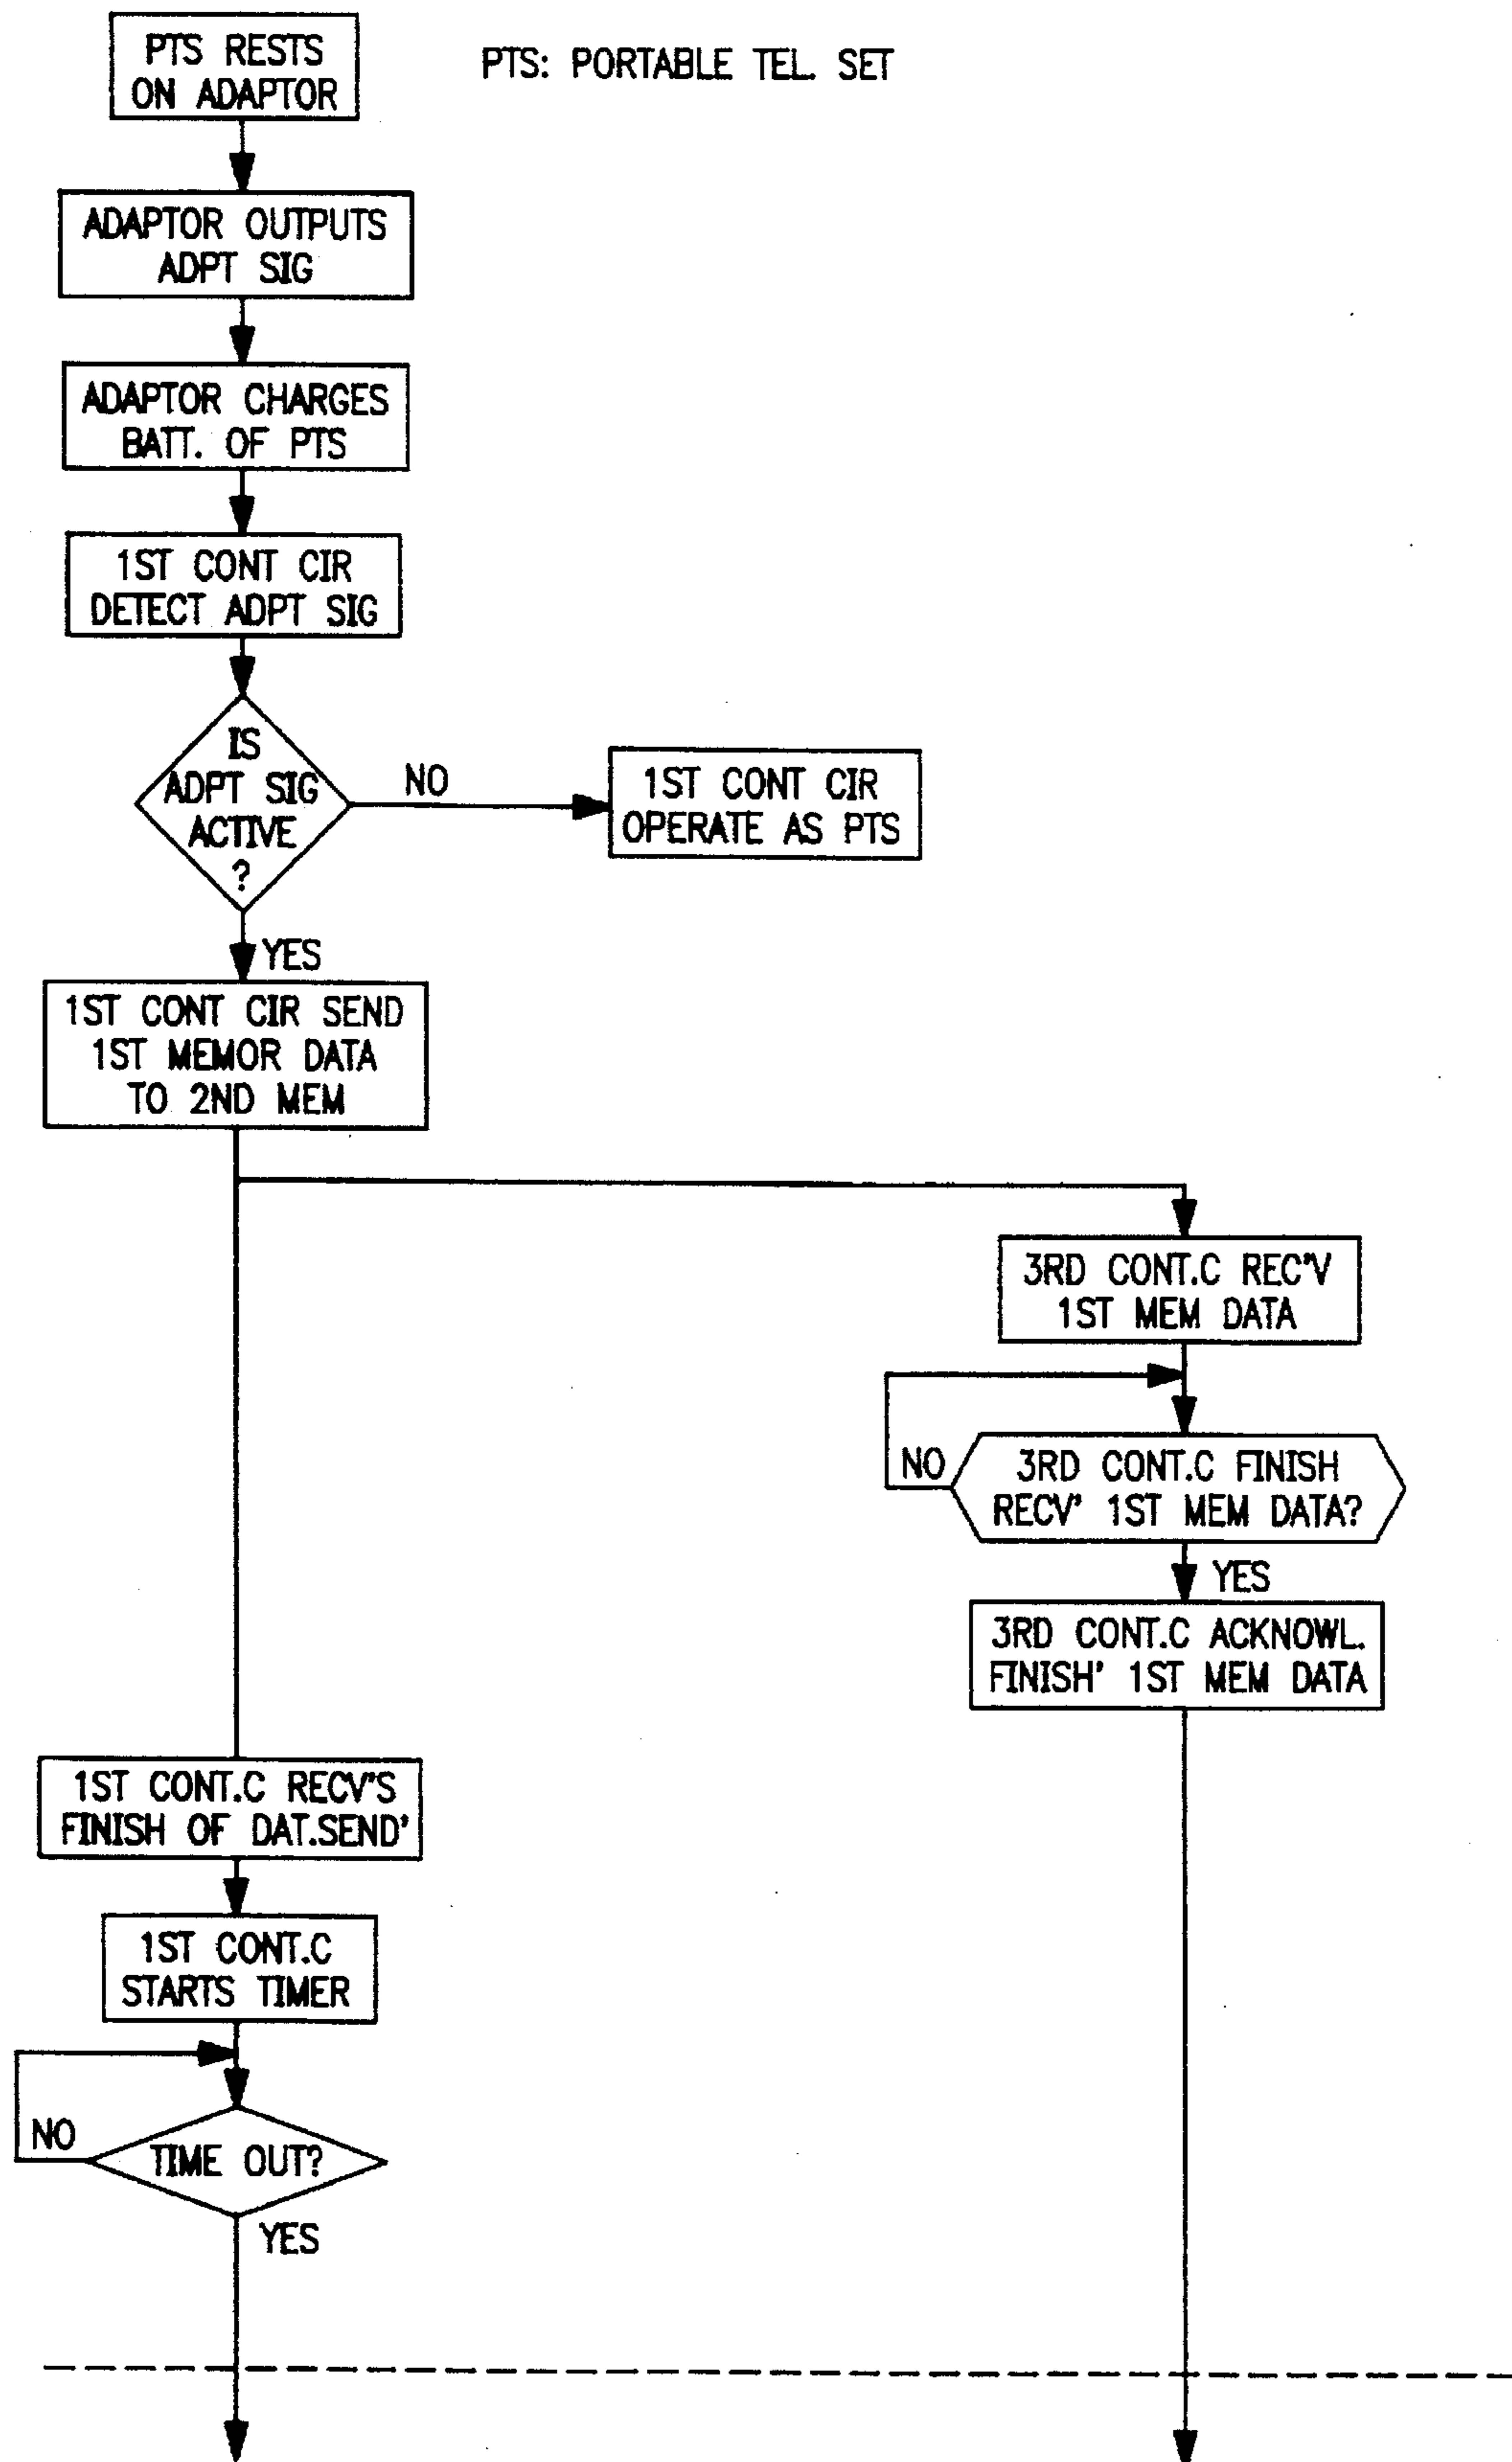 PTS RESTS
ON ADAPTOR
PTS: PORTABLE TEL. SET
ADAPTOR OUTPUTS
ADPT SIG
ADAPTOR CHARGES
BATT. OF PTS
1ST CONT CIR
DETECT ADPT SIG
IS
ADPT SIG
ACTIVE
?
NO
1ST CONT CIR
OPERATE AS PTS
YES
1ST CONT CIR SEND
1ST MEMOR DATA
TO 2ND MEM
3RD CONT.C REC'V
1ST MEM DATA
NO
3RD CONT.C FINISH
RECV' 1ST MEM DATA?
YES
3RD CONT.C ACKNOWL.
FINISH' 1ST MEM DATA
1ST CONT.C RECV'S
FINISH OF DAT.SEND'
1ST CONT.C
STARTS TIMER
NO
TIME OUT?
YES